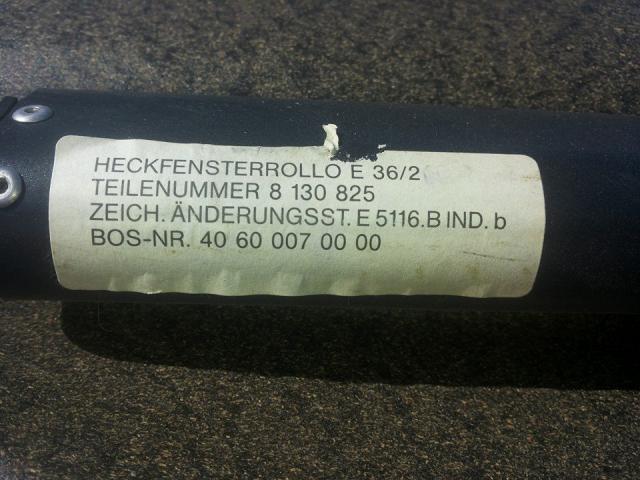 HECKFENSTERROLLO E 36/2
TEILENUMMER 8 130 825
ZEICH. ÄNDERUNGSST. E 5116.B IND. b
BOS-NR. 40 60 007 00 00